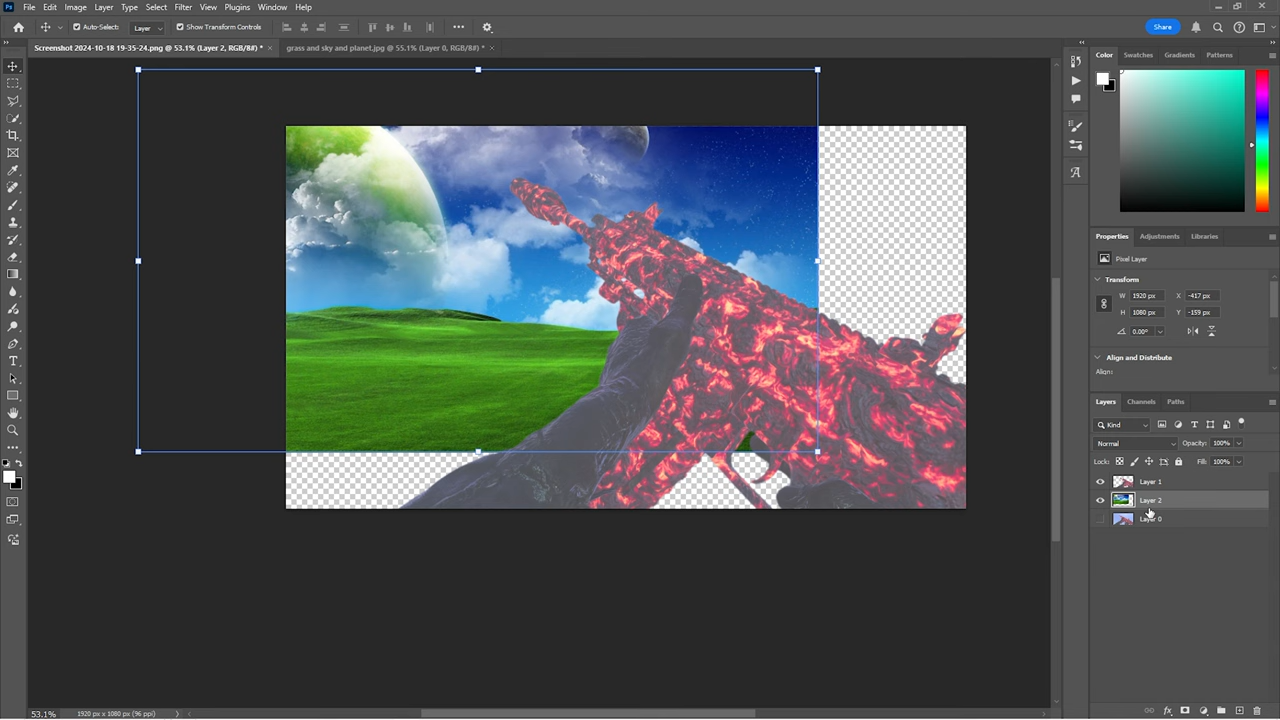 Ps File Edit Image Layer Type Select Filter View Plugins Window Help
Auto-Select: Layer Show Transform Controls Share
Screenshot 2024-10-18 19-35-24.png @ 53.1% (Layer 2, RGB/8#) * × grass and sky and planet.jpg @ 55.1% (Layer 0, RGB/8#) * ×
Color Swatches Gradients Patterns
Properties Adjustments Libraries
Pixel Layer
Transform
W 1920 px X -417 px
H 1080 px Y -159 px
0.00°
Align and Distribute
Align:
Layers Channels Paths
Kind
Normal Opacity: 100%
Lock: Fill: 100%
Layer 1
Layer 2
Layer 0
53.1% 1920 px x 1080 px (96 ppi)